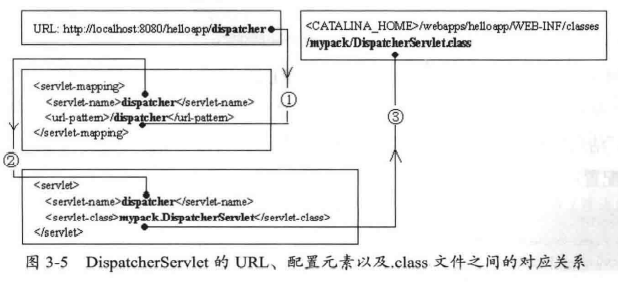 URL: http://localhost:8080/helloapp/dispatcher
<CATALINA_HOME>/webapps/helloapp/WEB-INF/classes
/mypack/DispatcherServlet.class
<servlet-mapping>
<servlet-name>dispatcher</servlet-name>
<url-pattern>/dispatcher</url-pattern>
</servlet-mapping>
①
②
③
<servlet>
<servlet-name>dispatcher</servlet-name>
<servlet-class>mypack.DispatcherServlet</servlet-class>
</servlet>
图 3-5 DispatcherServlet 的 URL、配置元素以及.class 文件之间的对应关系